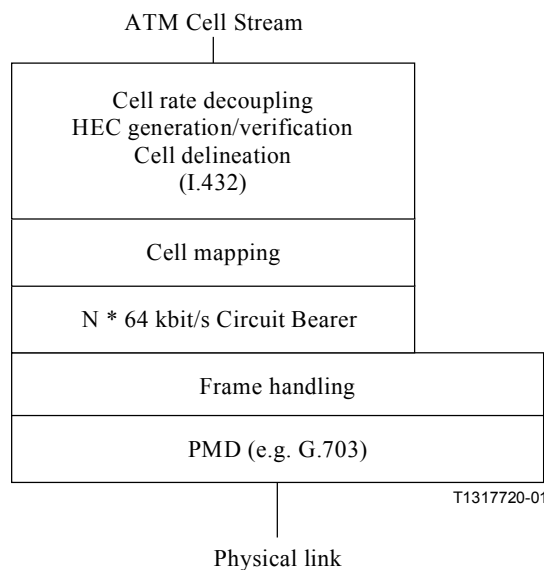 ATM Cell Stream
Cell rate decoupling
HEC generation/verification
Cell delineation
(I.432)
Cell mapping
N * 64 kbit/s Circuit Bearer
Frame handling
PMD (e.g. G.703)
T1317720-01
Physical link